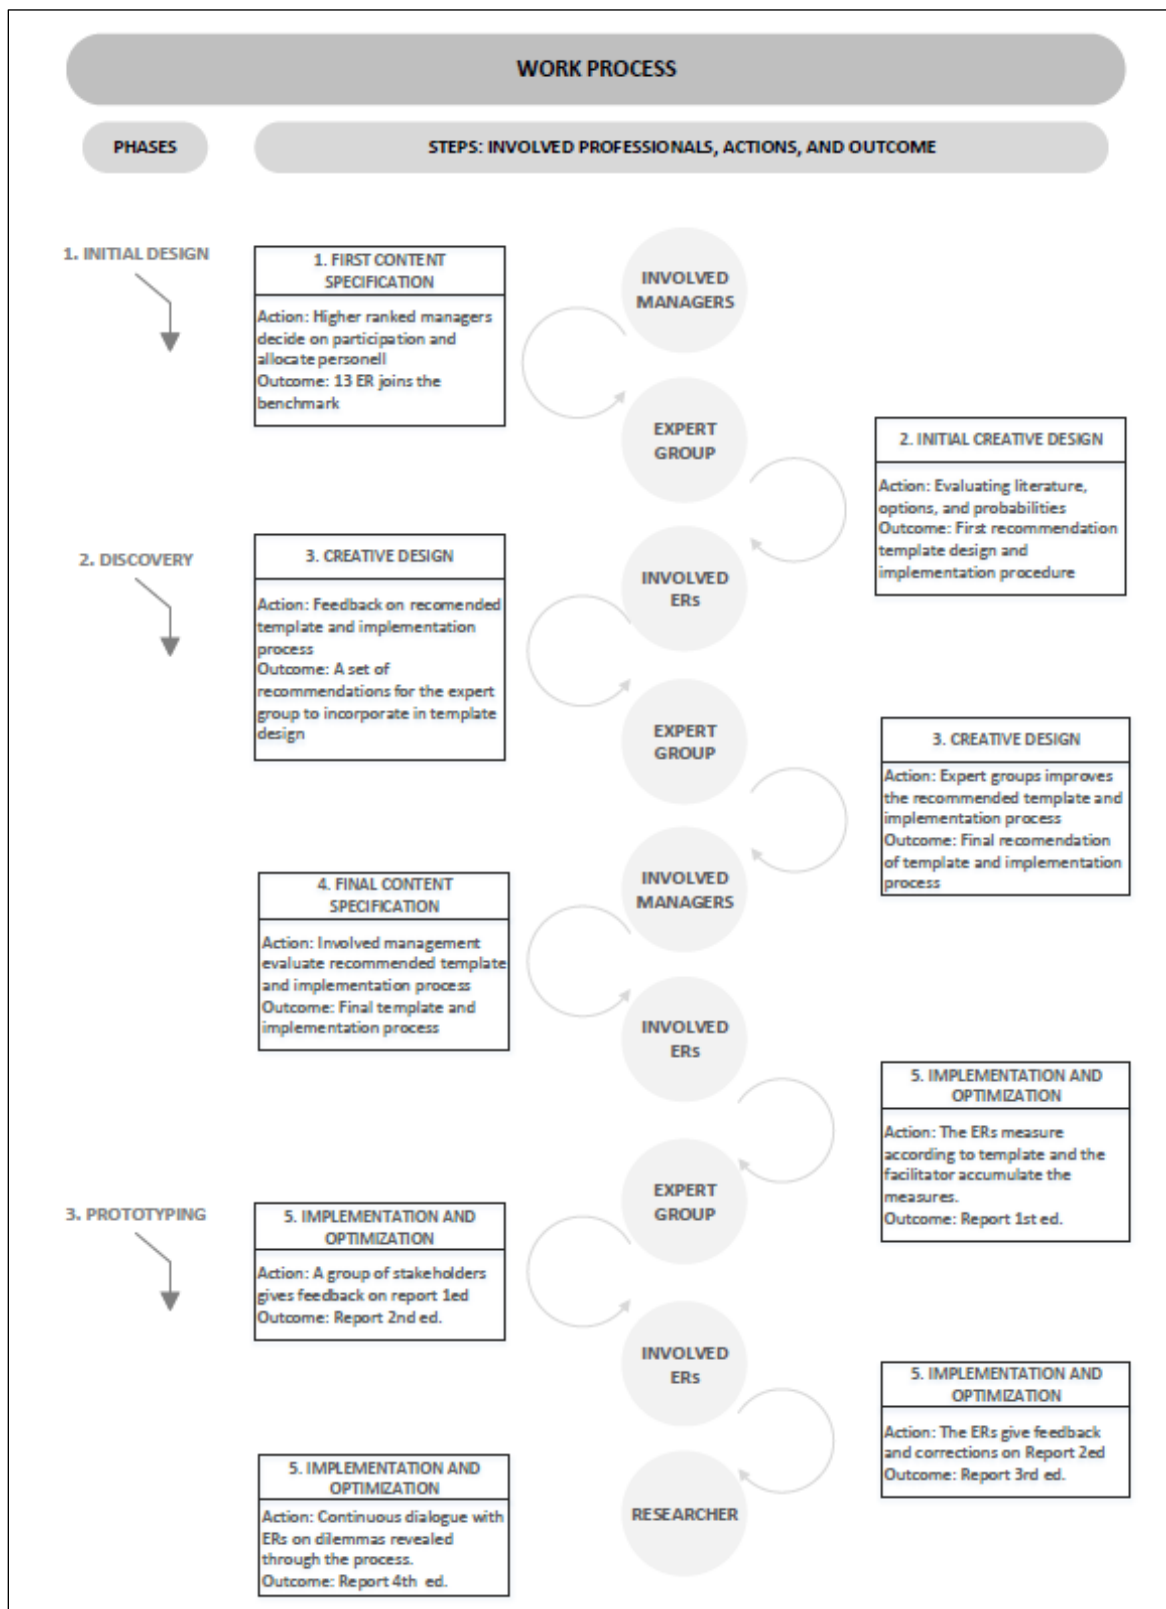 WORK PROCESS
PHASES
STEPS: INVOLVED PROFESSIONALS, ACTIONS, AND OUTCOME
1. INITIAL DESIGN
1. FIRST CONTENT
SPECIFICATION
Action: Higher ranked managers
decide on participation and
allocate personell
Outcome: 13 ER joins the
benchmark
INVOLVED
MANAGERS
EXPERT
GROUP
2. INITIAL CREATIVE DESIGN
Action: Evaluating literature,
options, and probabilities
Outcome: First recommendation
template design and
implementation procedure
2. DISCOVERY
3. CREATIVE DESIGN
Action: Feedback on recomended
template and implementation
process
Outcome: A set of
recommendations for the expert
group to incorporate in template
design
INVOLVED
ERs
EXPERT
GROUP
3. CREATIVE DESIGN
Action: Expert groups improves
the recommended template and
implementation process
Outcome: Final recomendation
of template and implementation
process
INVOLVED
MANAGERS
4. FINAL CONTENT
SPECIFICATION
Action: Involved management
evaluate recommended template
and implementation process
Outcome: Final template and
implementation process
INVOLVED
ERs
5. IMPLEMENTATION AND
OPTIMIZATION
Action: The ERs measure
according to template and the
facilitator accumulate the
measures.
Outcome: Report 1st ed.
EXPERT
GROUP
3. PROTOTYPING
5. IMPLEMENTATION AND
OPTIMIZATION
Action: A group of stakeholders
gives feedback on report 1ed
Outcome: Report 2nd ed.
INVOLVED
ERs
5. IMPLEMENTATION AND
OPTIMIZATION
Action: The ERs give feedback
and corrections on Report 2ed
Outcome: Report 3rd ed.
RESEARCHER
5. IMPLEMENTATION AND
OPTIMIZATION
Action: Continuous dialogue with
ERs on dilemmas revealed
through the process.
Outcome: Report 4th ed.